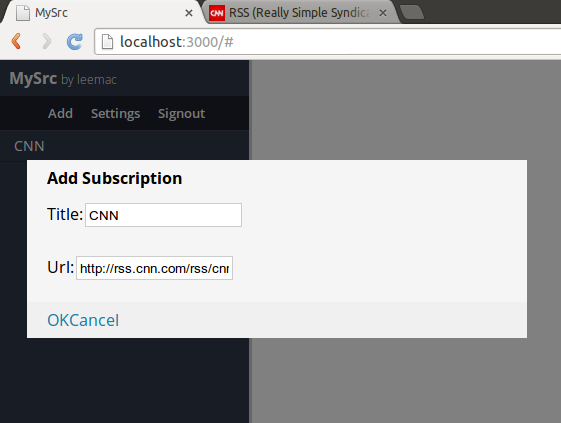 MySrc
CNN
RSS (Really Simple Syndica
localhost:3000/#
MySrc by leemac
Add Settings Signout
CNN
Add Subscription
Title: CNN
Url: http://rss.cnn.com/rss/cnn
OKCancel